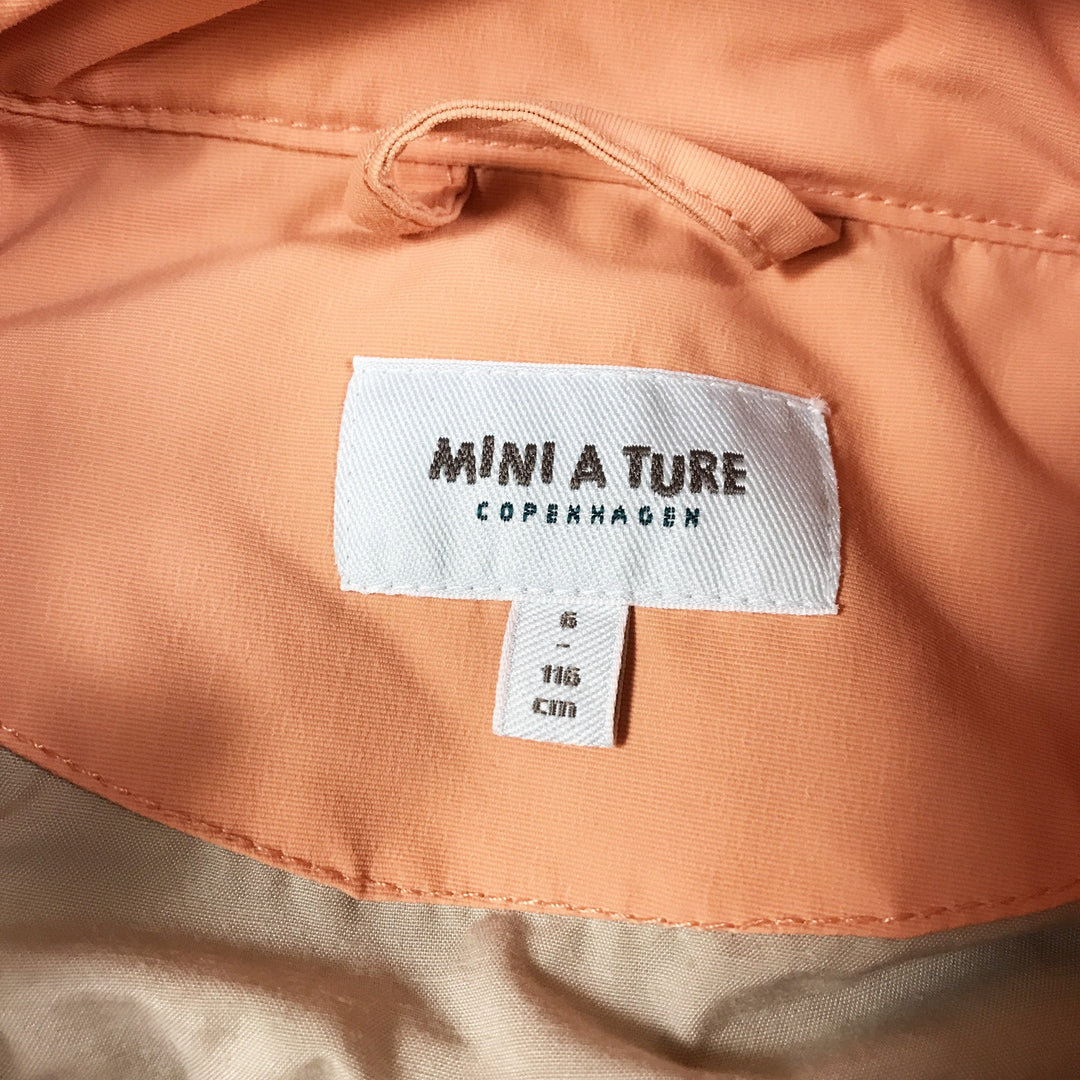 MINI A TURE
COPENHAGEN
6
-
116
cm